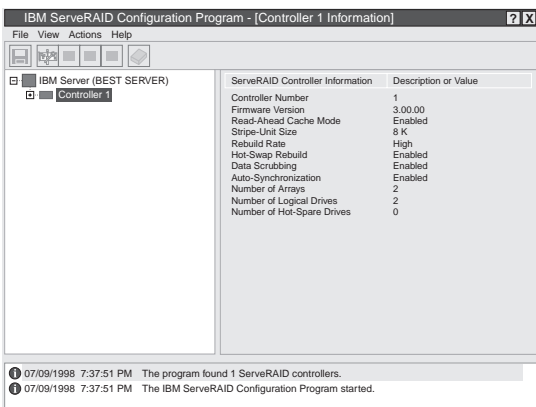 IBM ServeRAID Configuration Program - [Controller 1 Information] ? X
File View Actions Help
IBM Server (BEST SERVER)
Controller 1
ServeRAID Controller Information Description or Value
Controller Number 1
Firmware Version 3.00.00
Read-Ahead Cache Mode Enabled
Stripe-Unit Size 8 K
Rebuild Rate High
Hot-Swap Rebuild Enabled
Data Scrubbing Enabled
Auto-Synchronization Enabled
Number of Arrays 2
Number of Logical Drives 2
Number of Hot-Spare Drives 0
07/09/1998 7:37:51 PM The program found 1 ServeRAID controllers.
07/09/1998 7:37:51 PM The IBM ServeRAID Configuration Program started.